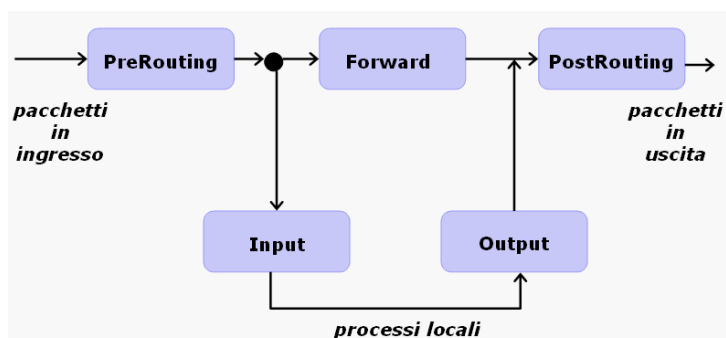 PreRouting
Forward
PostRouting
pacchetti
in
ingresso
pacchetti
in
uscita
Input
Output
processi locali